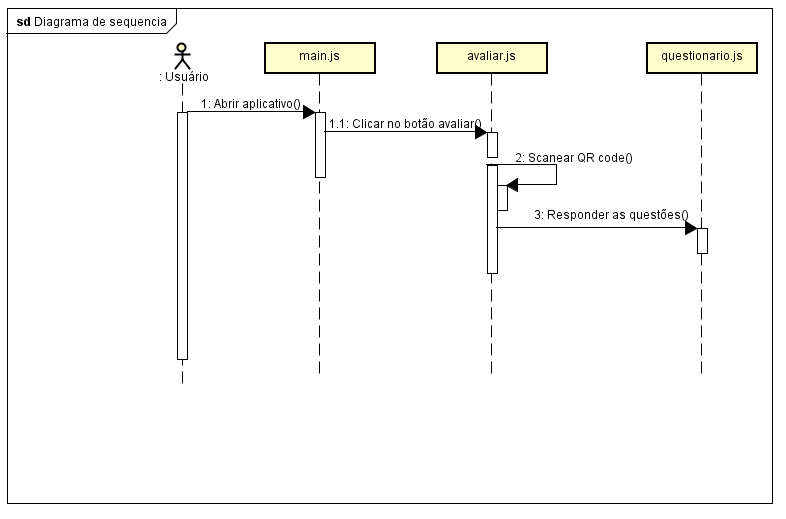 sd Diagrama de sequencia
: Usuário
main.js
avaliar.js
questionario.js
1: Abrir aplicativo()
1.1: Clicar no botão avaliar()
2: Scanear QR code()
3: Responder as questões()